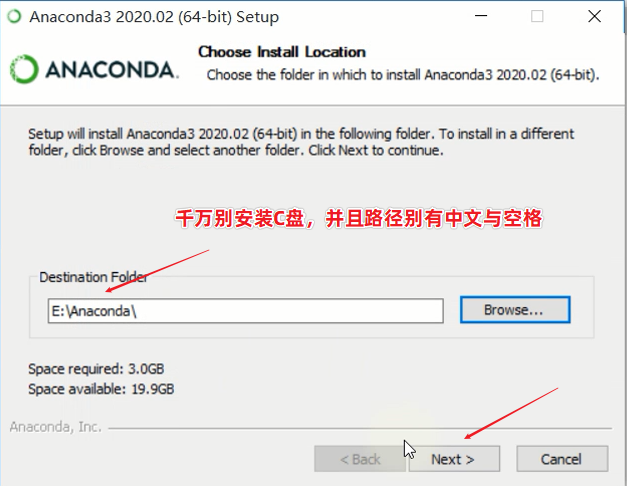 Anaconda3 2020.02 (64-bit) Setup
Choose Install Location
ANACONDA.
Choose the folder in which to install Anaconda3 2020.02 (64-bit).
Setup will install Anaconda3 2020.02 (64-bit) in the following folder. To install in a different
folder, click Browse and select another folder. Click Next to continue.
千万别安装C盘，并且路径别有中文与空格
Destination Folder
E:\Anaconda\
Browse...
Space required: 3.0GB
Space available: 19.9GB
Anaconda, Inc.
< Back
Next >
Cancel